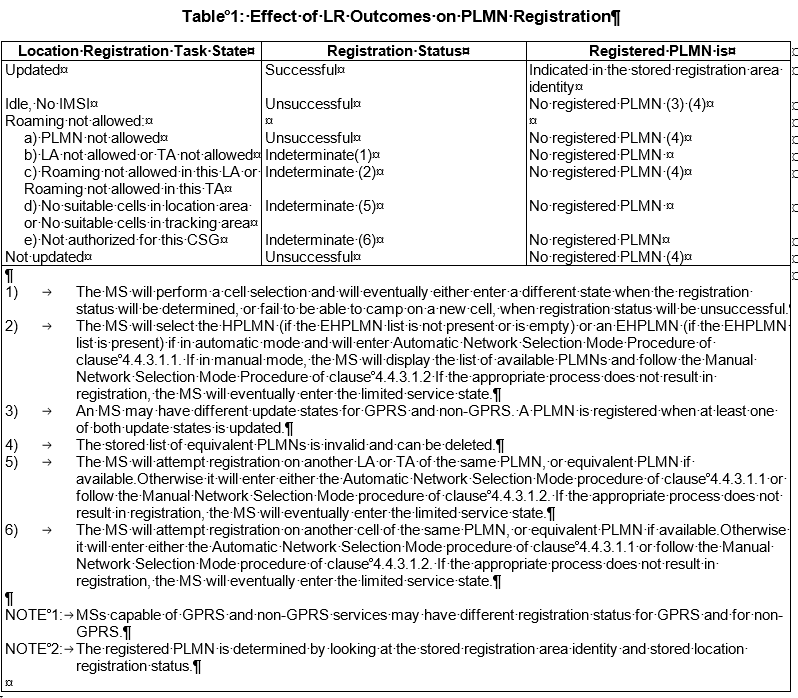 Table 1: Effect of LR Outcomes on PLMN Registration¶
Location Registration Task State¤ Registration Status¤ Registered PLMN is¤ ¤
Updated¤ Successful¤ Indicated in the stored registration area ¤
identity¤
Idle, No IMSI¤ Unsuccessful¤ No registered PLMN (3) (4)¤ ¤
Roaming not allowed:¤ ¤ ¤ ¤
a) PLMN not allowed¤ Unsuccessful¤ No registered PLMN (4)¤ ¤
b) LA not allowed or TA not allowed¤ Indeterminate(1)¤ No registered PLMN ¤ ¤
c) Roaming not allowed in this LA or Indeterminate (2)¤ No registered PLMN (4)¤ ¤
Roaming not allowed in this TA¤
d) No suitable cells in location area Indeterminate (5)¤ No registered PLMN ¤ ¤
or No suitable cells in tracking area¤
e) Not authorized for this CSG¤ Indeterminate (6)¤ No registered PLMN¤ ¤
Not updated¤ Unsuccessful¤ No registered PLMN (4)¤ ¤
¶ ¤
1) → The MS will perform a cell selection and will eventually either enter a different state when the registration
status will be determined, or fail to be able to camp on a new cell, when registration status will be unsuccessful.¶
2) → The MS will select the HPLMN (if the EHPLMN list is not present or is empty) or an EHPLMN (if the EHPLMN
list is present) if in automatic mode and will enter Automatic Network Selection Mode Procedure of
clause°4.4.3.1.1. If in manual mode, the MS will display the list of available PLMNs and follow the Manual
Network Selection Mode Procedure of clause°4.4.3.1.2 If the appropriate process does not result in
registration, the MS will eventually enter the limited service state.¶
3) → An MS may have different update states for GPRS and non-GPRS. A PLMN is registered when at least one
of both update states is updated.¶
4) → The stored list of equivalent PLMNs is invalid and can be deleted.¶
5) → The MS will attempt registration on another LA or TA of the same PLMN, or equivalent PLMN if
available.Otherwise it will enter either the Automatic Network Selection Mode procedure of clause°4.4.3.1.1 or
follow the Manual Network Selection Mode procedure of clause°4.4.3.1.2. If the appropriate process does not
result in registration, the MS will eventually enter the limited service state.¶
6) → The MS will attempt registration on another cell of the same PLMN, or equivalent PLMN if available.Otherwise
it will enter either the Automatic Network Selection Mode procedure of clause°4.4.3.1.1 or follow the Manual
Network Selection Mode procedure of clause°4.4.3.1.2. If the appropriate process does not result in
registration, the MS will eventually enter the limited service state.¶
¶
NOTE°1:→MSs capable of GPRS and non-GPRS services may have different registration status for GPRS and for non-
GPRS.¶
NOTE°2:→The registered PLMN is determined by looking at the stored registration area identity and stored location
registration status.¶
¤